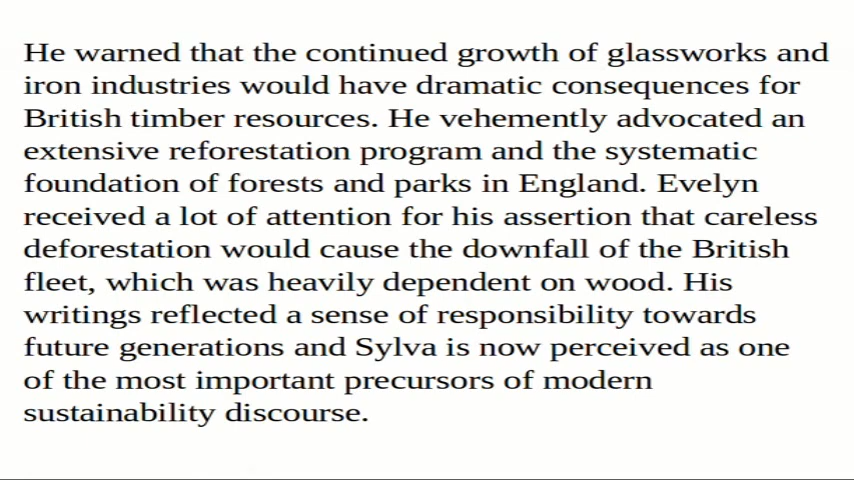 He warned that the continued growth of glassworks and
iron industries would have dramatic consequences for
British timber resources. He vehemently advocated an
extensive reforestation program and the systematic
foundation of forests and parks in England. Evelyn
received a lot of attention for his assertion that careless
deforestation would cause the downfall of the British
fleet, which was heavily dependent on wood. His
writings reflected a sense of responsibility towards
future generations and Sylva is now perceived as one
of the most important precursors of modern
sustainability discourse.